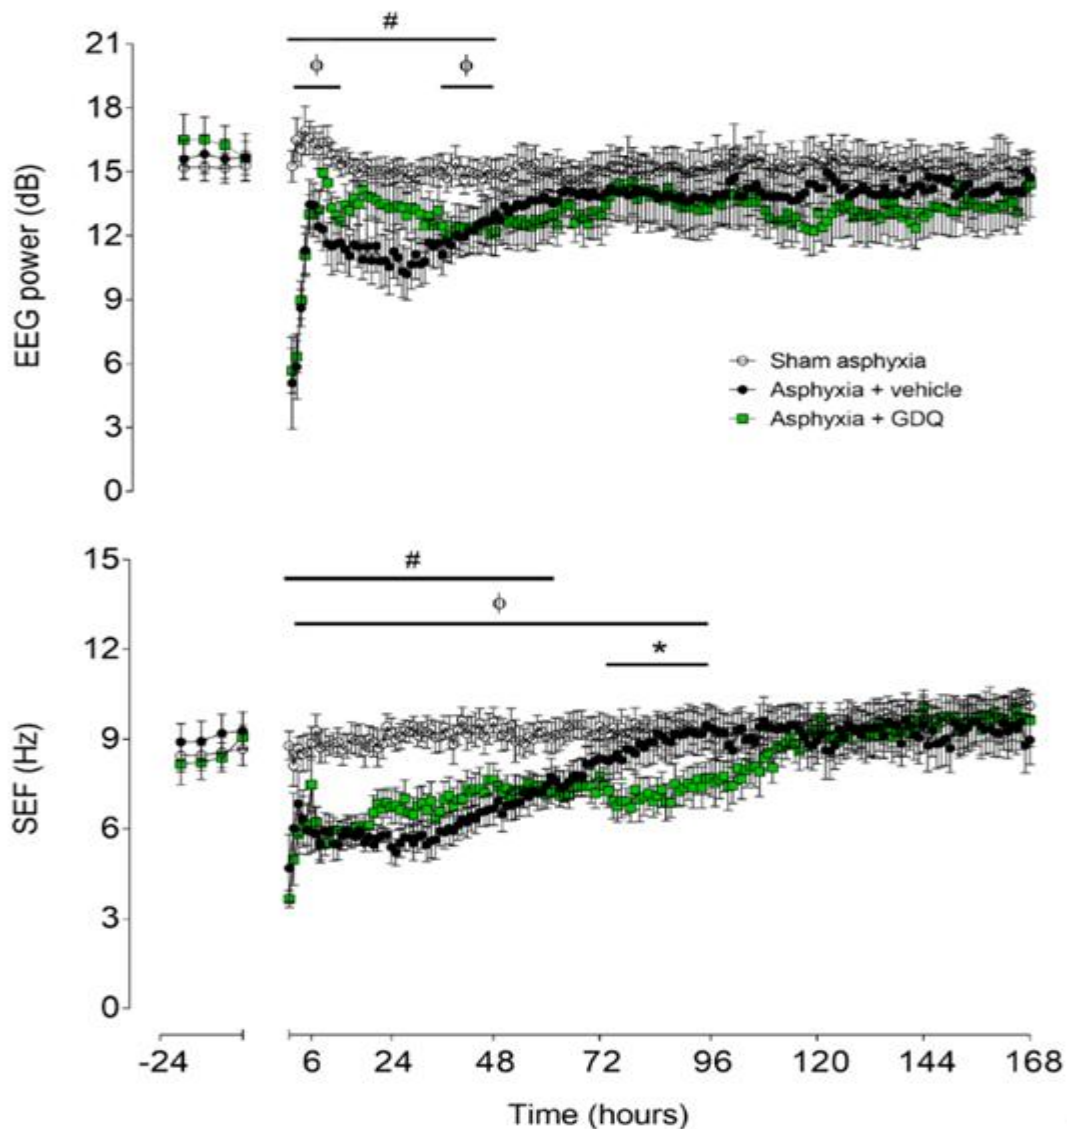 #
ϕ ϕ
21
18
15
12
9
6
3
0
EEG power (dB)
Sham asphyxia
Asphyxia + vehicle
Asphyxia + GDQ
#
ϕ
*
15
12
9
6
3
0
SEF (Hz)
-24 6 24 48 72 96 120 144 168
Time (hours)